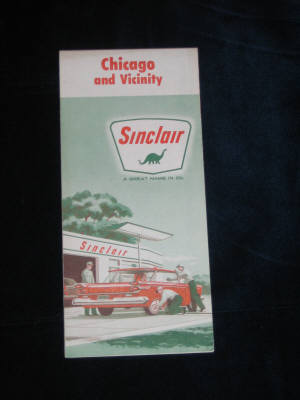 Chicago
and Vicinity
Sinclair
A GREAT NAME IN OIL
Sinclair